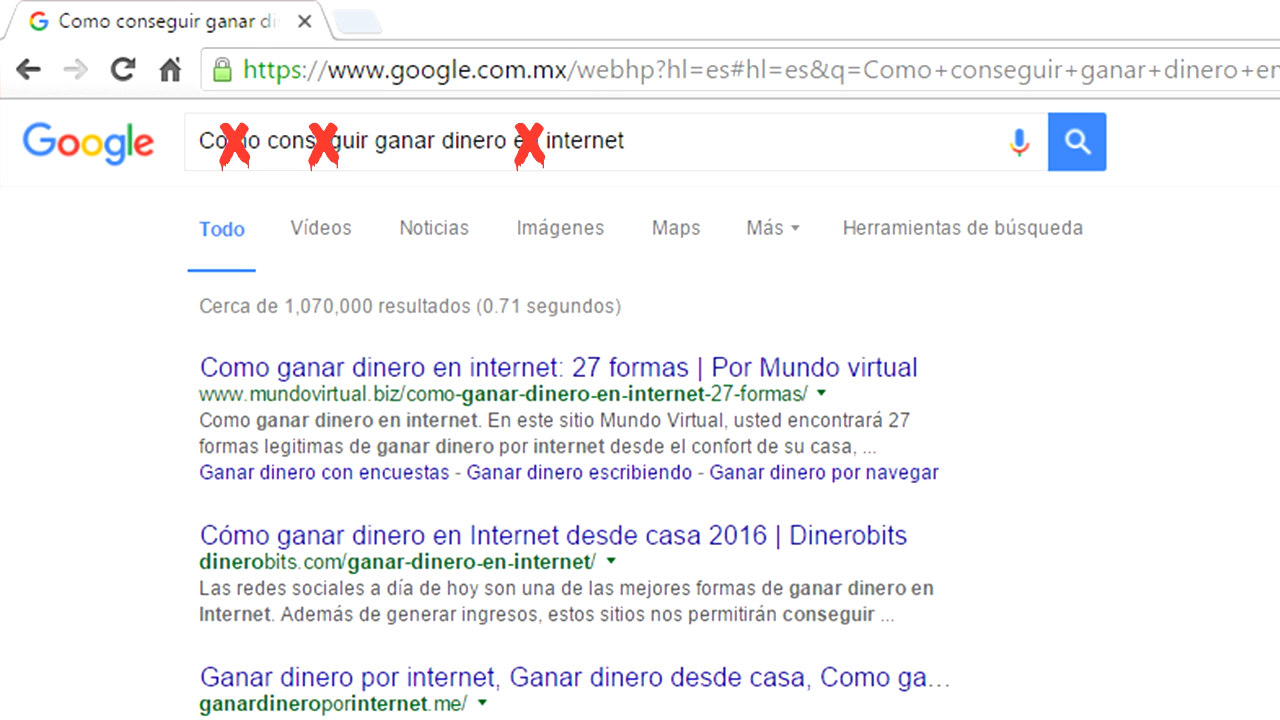 Como conseguir ganar di
https://www.google.com.mx/webhp?hl=es#hl=es&q=Como+conseguir+ganar+dinero+en
Google
Como conseguir ganar dinero en internet
Todo Vídeos Noticias Imágenes Maps Más Herramientas de búsqueda
Cerca de 1,070,000 resultados (0.71 segundos)
Como ganar dinero en internet: 27 formas | Por Mundo virtual
www.mundovirtual.biz/como-ganar-dinero-en-internet-27-formas/
Como ganar dinero en internet. En este sitio Mundo Virtual, usted encontrará 27
formas legitimas de ganar dinero por internet desde el confort de su casa, ...
Ganar dinero con encuestas - Ganar dinero escribiendo - Ganar dinero por navegar
Cómo ganar dinero en Internet desde casa 2016 | Dinerobits
dinerobits.com/ganar-dinero-en-internet/
Las redes sociales a día de hoy son una de las mejores formas de ganar dinero en
Internet. Además de generar ingresos, estos sitios nos permitirán conseguir ...
Ganar dinero por internet, Ganar dinero desde casa, Como ga...
ganardineroporinternet.me/